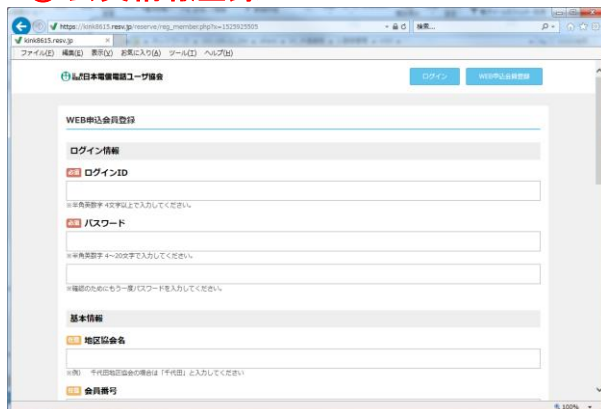 https://kink8615.resv.jp/reserve/reg_member.php?x=1525925505
検索...
kink8615.resv.jp
ファイル(F) 編集(E) 表示(V) お気に入り(A) ツール(T) ヘルプ(H)
日本電信電話ユーザ協会
ログイン WEB申込会員登録
WEB申込会員登録
ログイン情報
必須 ログインID
※半角英数字 4文字以上で入力してください。
必須 パスワード
※半角英数字 4～20文字で入力してください。
※確認のためにもう一度パスワードを入力してください。
基本情報
必須 地区協会名
※例) 千代田地区協会の場合は「千代田」と入力してください
必須 会員番号
100%